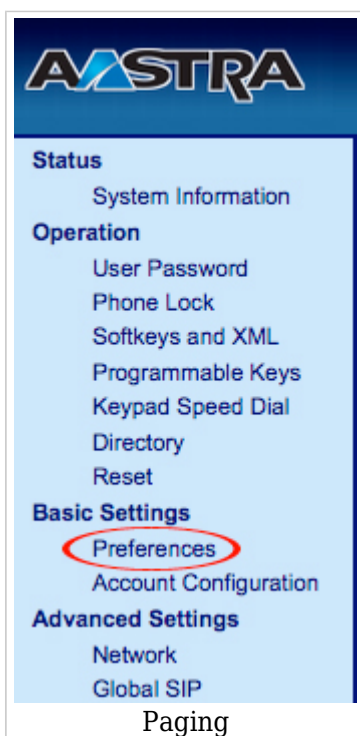 AASTRA
Status
System Information
Operation
User Password
Phone Lock
Softkeys and XML
Programmable Keys
Keypad Speed Dial
Directory
Reset
Basic Settings
Preferences
Account Configuration
Advanced Settings
Network
Global SIP
Paging